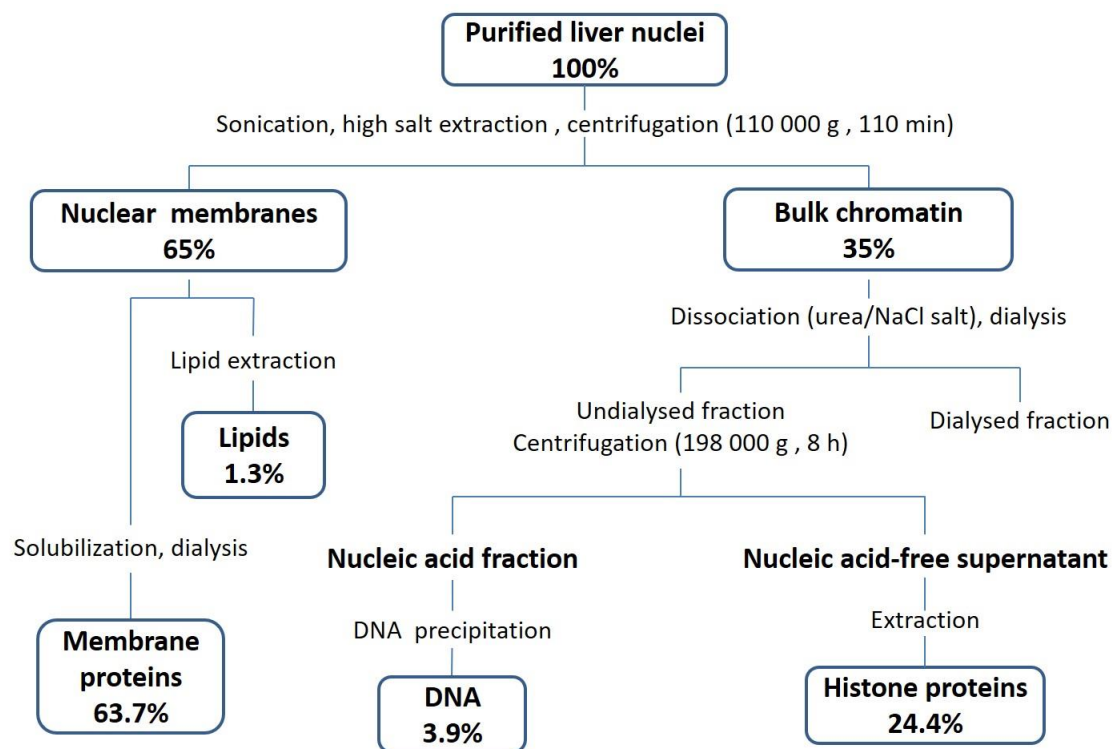 Purified liver nuclei
100%
Sonication, high salt extraction , centrifugation (110 000 g , 110 min)
Nuclear membranes
65%
Bulk chromatin
35%
Dissociation (urea/NaCl salt), dialysis
Lipid extraction
Undialysed fraction
Centrifugation (198 000 g , 8 h)
Dialysed fraction
Lipids
1.3%
Solubilization, dialysis
Nucleic acid fraction
Nucleic acid-free supernatant
DNA precipitation
Extraction
Membrane
proteins
63.7%
DNA
3.9%
Histone proteins
24.4%